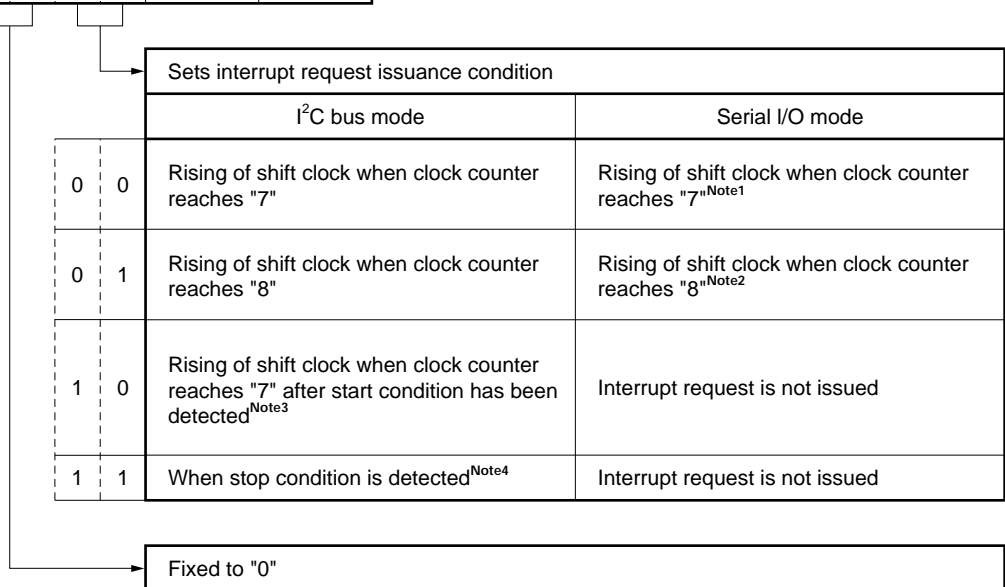 Sets interrupt request issuance condition
I²C bus mode
Serial I/O mode
0 0
Rising of shift clock when clock counter
reaches "7"
Rising of shift clock when clock counter
reaches "7"Note1
0 1
Rising of shift clock when clock counter
reaches "8"
Rising of shift clock when clock counter
reaches "8"Note2
1 0
Rising of shift clock when clock counter
reaches "7" after start condition has been
detectedNote3
Interrupt request is not issued
1 1
When stop condition is detectedNote4
Interrupt request is not issued
Fixed to "0"